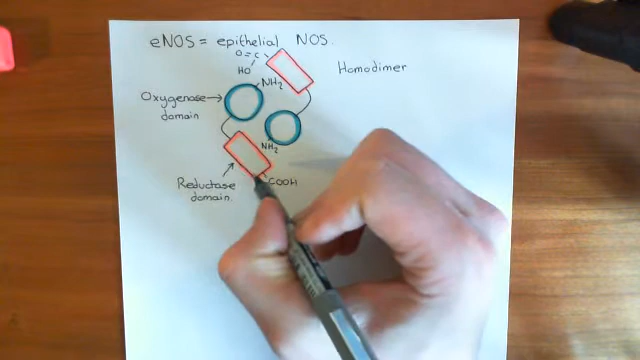 eNOS = epithelial NOS.
O=C
HO
NH2
Homodimer
Oxygenase
domain
NH2
COOH
Reductase
domain.